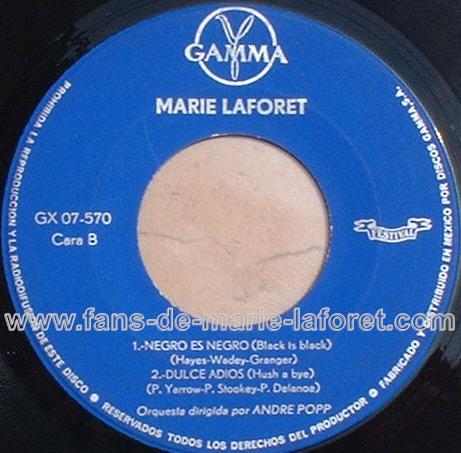 GAMMA
MARIE LAFORET
GX 07-570
Cara B
FESTIVAL
www.fans-de-marie-laforet.com
1.-NEGRO ES NEGRO (Black is black)
(Hayes-Wadey-Granger)
2.-DULCE ADIOS (Hush a bye)
(P. Yarrow-P. Stookey-P. Delanoa)
Orquesta dirigida por ANDRE POPP
PROHIBIDA LA REPRODUCCION Y LA RADIODIFUSION DE ESTE DISCO • RESERVADOS TODOS LOS DERECHOS DEL PRODUCTOR • FABRICADO Y DISTRIBUIDO EN MEXICO POR DISCOS GAMMA, S.A.